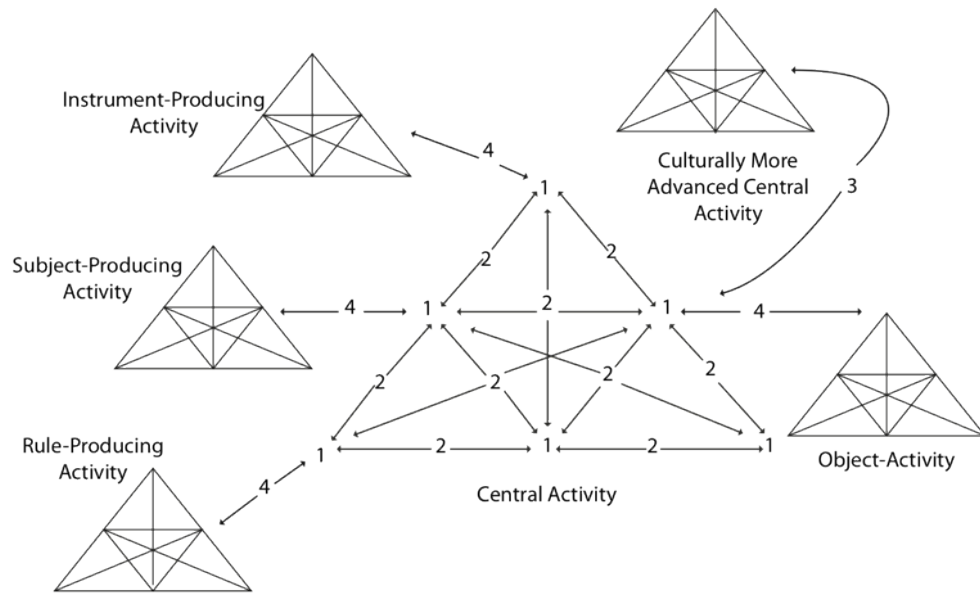 Instrument-Producing
Activity
4
1
Culturally More
Advanced Central
Activity
3
2
2
Subject-Producing
Activity
4
1
2
1
4
2
2
2
2
Rule-Producing
Activity
1
2
1
2
1
Object-Activity
4
Central Activity